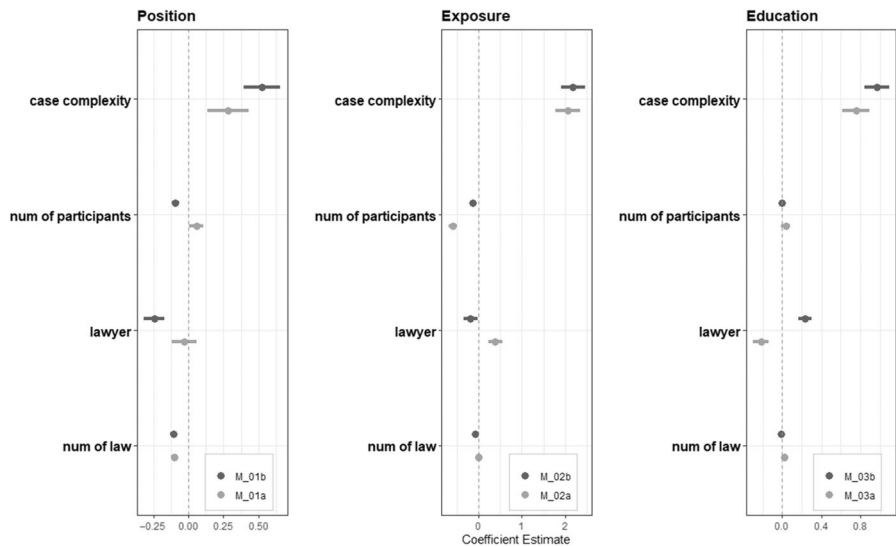 Position
case complexity
num of participants
lawyer
num of law
M_01b
M_01a
−0.25 0.00 0.25 0.50
Exposure
case complexity
num of participants
lawyer
num of law
M_02b
M_02a
0 1 2
Coefficient Estimate
Education
case complexity
num of participants
lawyer
num of law
M_03b
M_03a
0.0 0.4 0.8